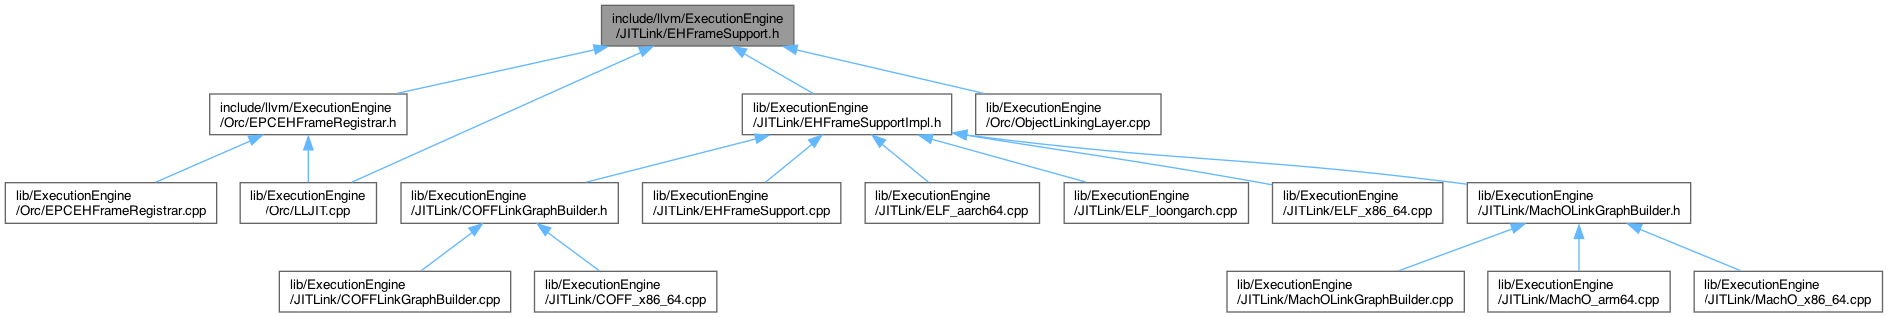 include/llvm/ExecutionEngine
/JITLink/EHFrameSupport.h
include/llvm/ExecutionEngine
/Orc/EPCEHFrameRegistrar.h
lib/ExecutionEngine
/JITLink/EHFrameSupportImpl.h
lib/ExecutionEngine
/Orc/ObjectLinkingLayer.cpp
lib/ExecutionEngine
/Orc/EPCEHFrameRegistrar.cpp
lib/ExecutionEngine
/Orc/LLJIT.cpp
lib/ExecutionEngine
/JITLink/COFFLinkGraphBuilder.h
lib/ExecutionEngine
/JITLink/EHFrameSupport.cpp
lib/ExecutionEngine
/JITLink/ELF_aarch64.cpp
lib/ExecutionEngine
/JITLink/ELF_loongarch.cpp
lib/ExecutionEngine
/JITLink/ELF_x86_64.cpp
lib/ExecutionEngine
/JITLink/MachOLinkGraphBuilder.h
lib/ExecutionEngine
/JITLink/COFFLinkGraphBuilder.cpp
lib/ExecutionEngine
/JITLink/COFF_x86_64.cpp
lib/ExecutionEngine
/JITLink/MachOLinkGraphBuilder.cpp
lib/ExecutionEngine
/JITLink/MachO_arm64.cpp
lib/ExecutionEngine
/JITLink/MachO_x86_64.cpp